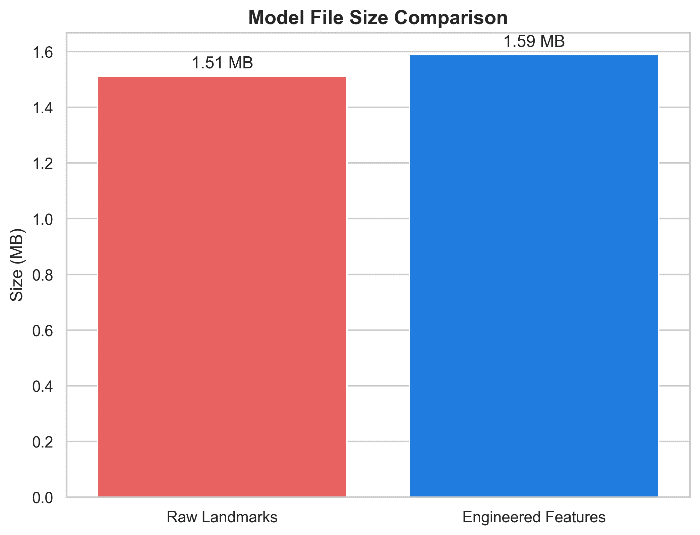 Model File Size Comparison
1.51 MB
1.59 MB
Size (MB)
1.6
1.4
1.2
1.0
0.8
0.6
0.4
0.2
0.0
Raw Landmarks
Engineered Features